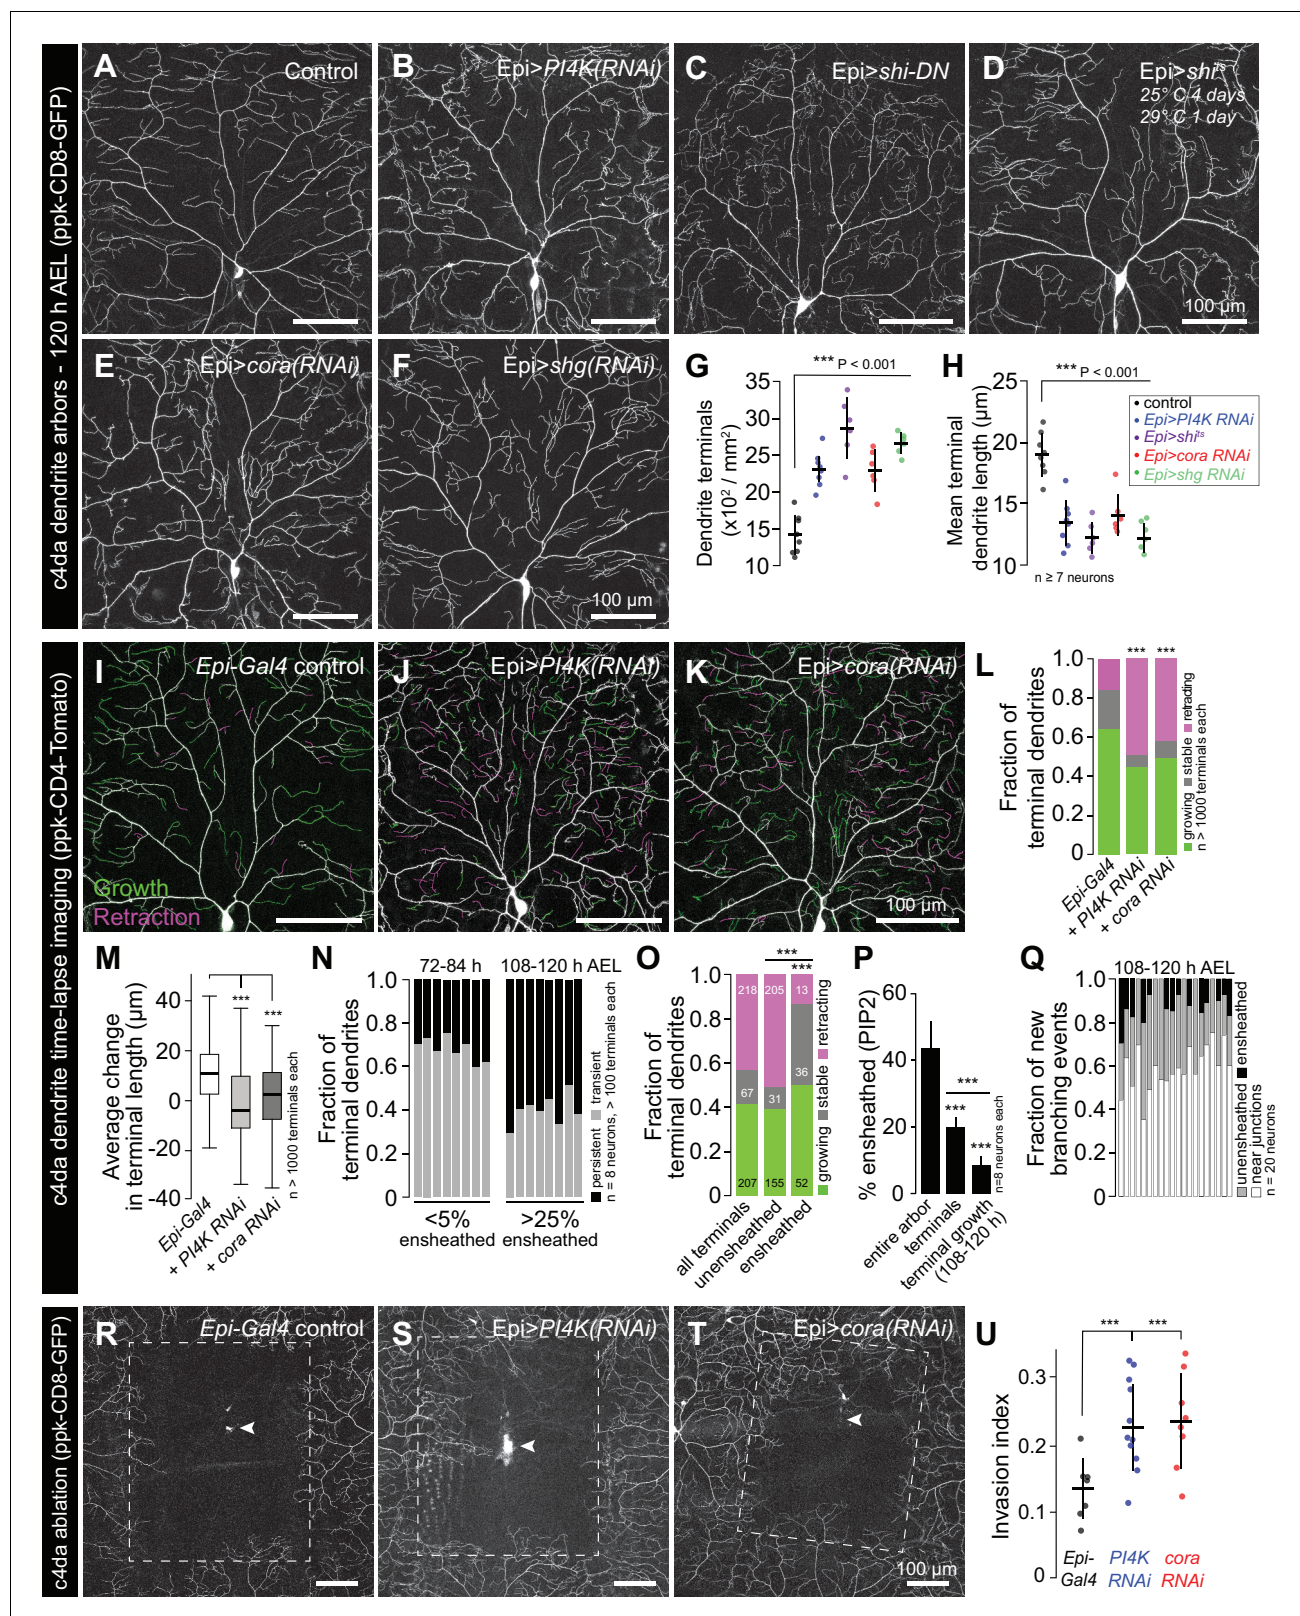 c4da dendrite arbors - 120 h AEL (ppk-CD8-GFP)
A
Control
B
Epi>PI4K(RNAi)
C
Epi>shi-DN
D
Epi>shits
25° C 4 days
29° C 1 day
100 µm
E
Epi>cora(RNAi)
F
Epi>shg(RNAi)
100 µm
G
*** P < 0.001
Dendrite terminals
(x10² / mm²)
35
30
25
20
15
10
H
*** P < 0.001
Mean terminal
dendrite length (µm)
25
20
15
10
control
Epi>PI4K RNAi
Epi>shits
Epi>cora RNAi
Epi>shg RNAi
n ≥ 7 neurons
c4da dendrite time-lapse imaging (ppk-CD4-Tomato)
I
Epi-Gal4 control
Growth
Retraction
J
Epi>PI4K(RNAi)
K
Epi>cora(RNAi)
100 µm
L
Fraction of
terminal dendrites
1.0
0.8
0.6
0.4
0.2
0
*** ***
Epi-Gal4
+ PI4K RNAi
+ cora RNAi
growing stable retracting
n > 1000 terminals each
M
Average change
in terminal length (µm)
40
20
0
-20
-40
***
***
Epi-Gal4
+ PI4K RNAi
+ cora RNAi
n > 1000 terminals each
N
72-84 h 108-120 h AEL
Fraction of
terminal dendrites
1.0
0.8
0.6
0.4
0.2
0
<5%
ensheathed
>25%
ensheathed
persistent transient
n = 8 neurons, > 100 terminals each
O
***
***
Fraction of
terminal dendrites
1.0
0.8
0.6
0.4
0.2
0
218 205 13
67 31 36
207 155 52
all terminals
unensheathed
ensheathed
growing stable retracting
P
% ensheathed (PIP2)
60
40
20
0
***
***
***
entire arbor
terminals
terminal growth
(108-120 h)
n=8 neurons each
Q
108-120 h AEL
Fraction of new
branching events
1.0
0.8
0.6
0.4
0.2
0
unensheathed ensheathed
near junctions
n = 20 neurons
c4da ablation (ppk-CD8-GFP)
R
Epi-Gal4 control
S
Epi>PI4K(RNAi)
T
Epi>cora(RNAi)
100 µm
U
*** ***
Invasion index
0.3
0.2
0.1
0
Epi-
Gal4
PI4K
RNAi
cora
RNAi